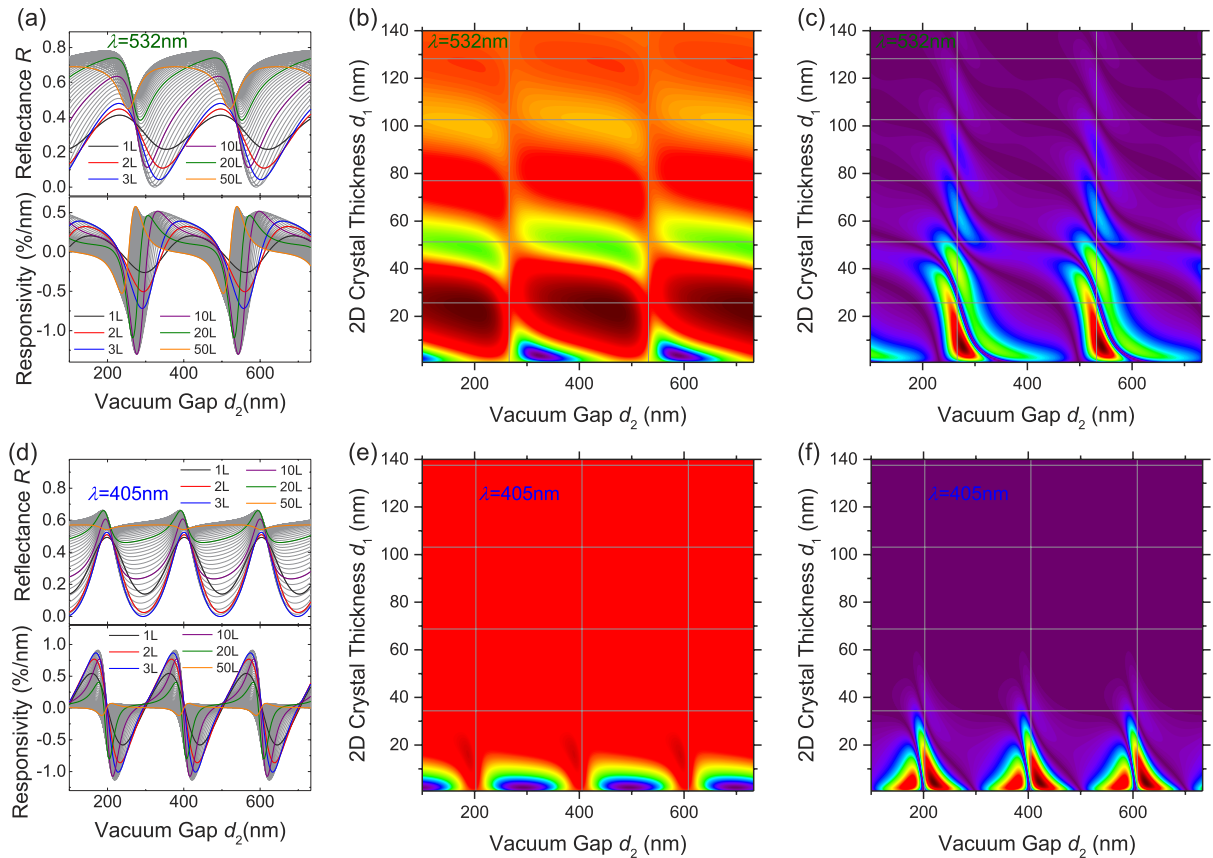 (a)
λ=532nm
Reflectance R
0.8
0.6
0.4
0.2
0.0
1L 10L
2L 20L
3L 50L
Responsivity (%/nm)
0.5
0.0
-0.5
-1.0
1L 10L
2L 20L
3L 50L
200 400 600
Vacuum Gap d2(nm)
(b)
λ=532nm
2D Crystal Thickness d1 (nm)
140
120
100
80
60
40
20
200 400 600
Vacuum Gap d2 (nm)
(c)
λ=532nm
2D Crystal Thickness d1 (nm)
140
120
100
80
60
40
20
200 400 600
Vacuum Gap d2 (nm)
(d)
λ=405nm
Reflectance R
0.8
0.6
0.4
0.2
0.0
1L 10L
2L 20L
3L 50L
Responsivity (%/nm)
1.0
0.5
0.0
-0.5
-1.0
1L 10L
2L 20L
3L 50L
200 400 600
Vacuum Gap d2(nm)
(e)
λ=405nm
2D Crystal Thickness d1 (nm)
140
120
100
80
60
40
20
200 400 600
Vacuum Gap d2 (nm)
(f)
λ=405nm
2D Crystal Thickness d1 (nm)
140
120
100
80
60
40
20
200 400 600
Vacuum Gap d2 (nm)